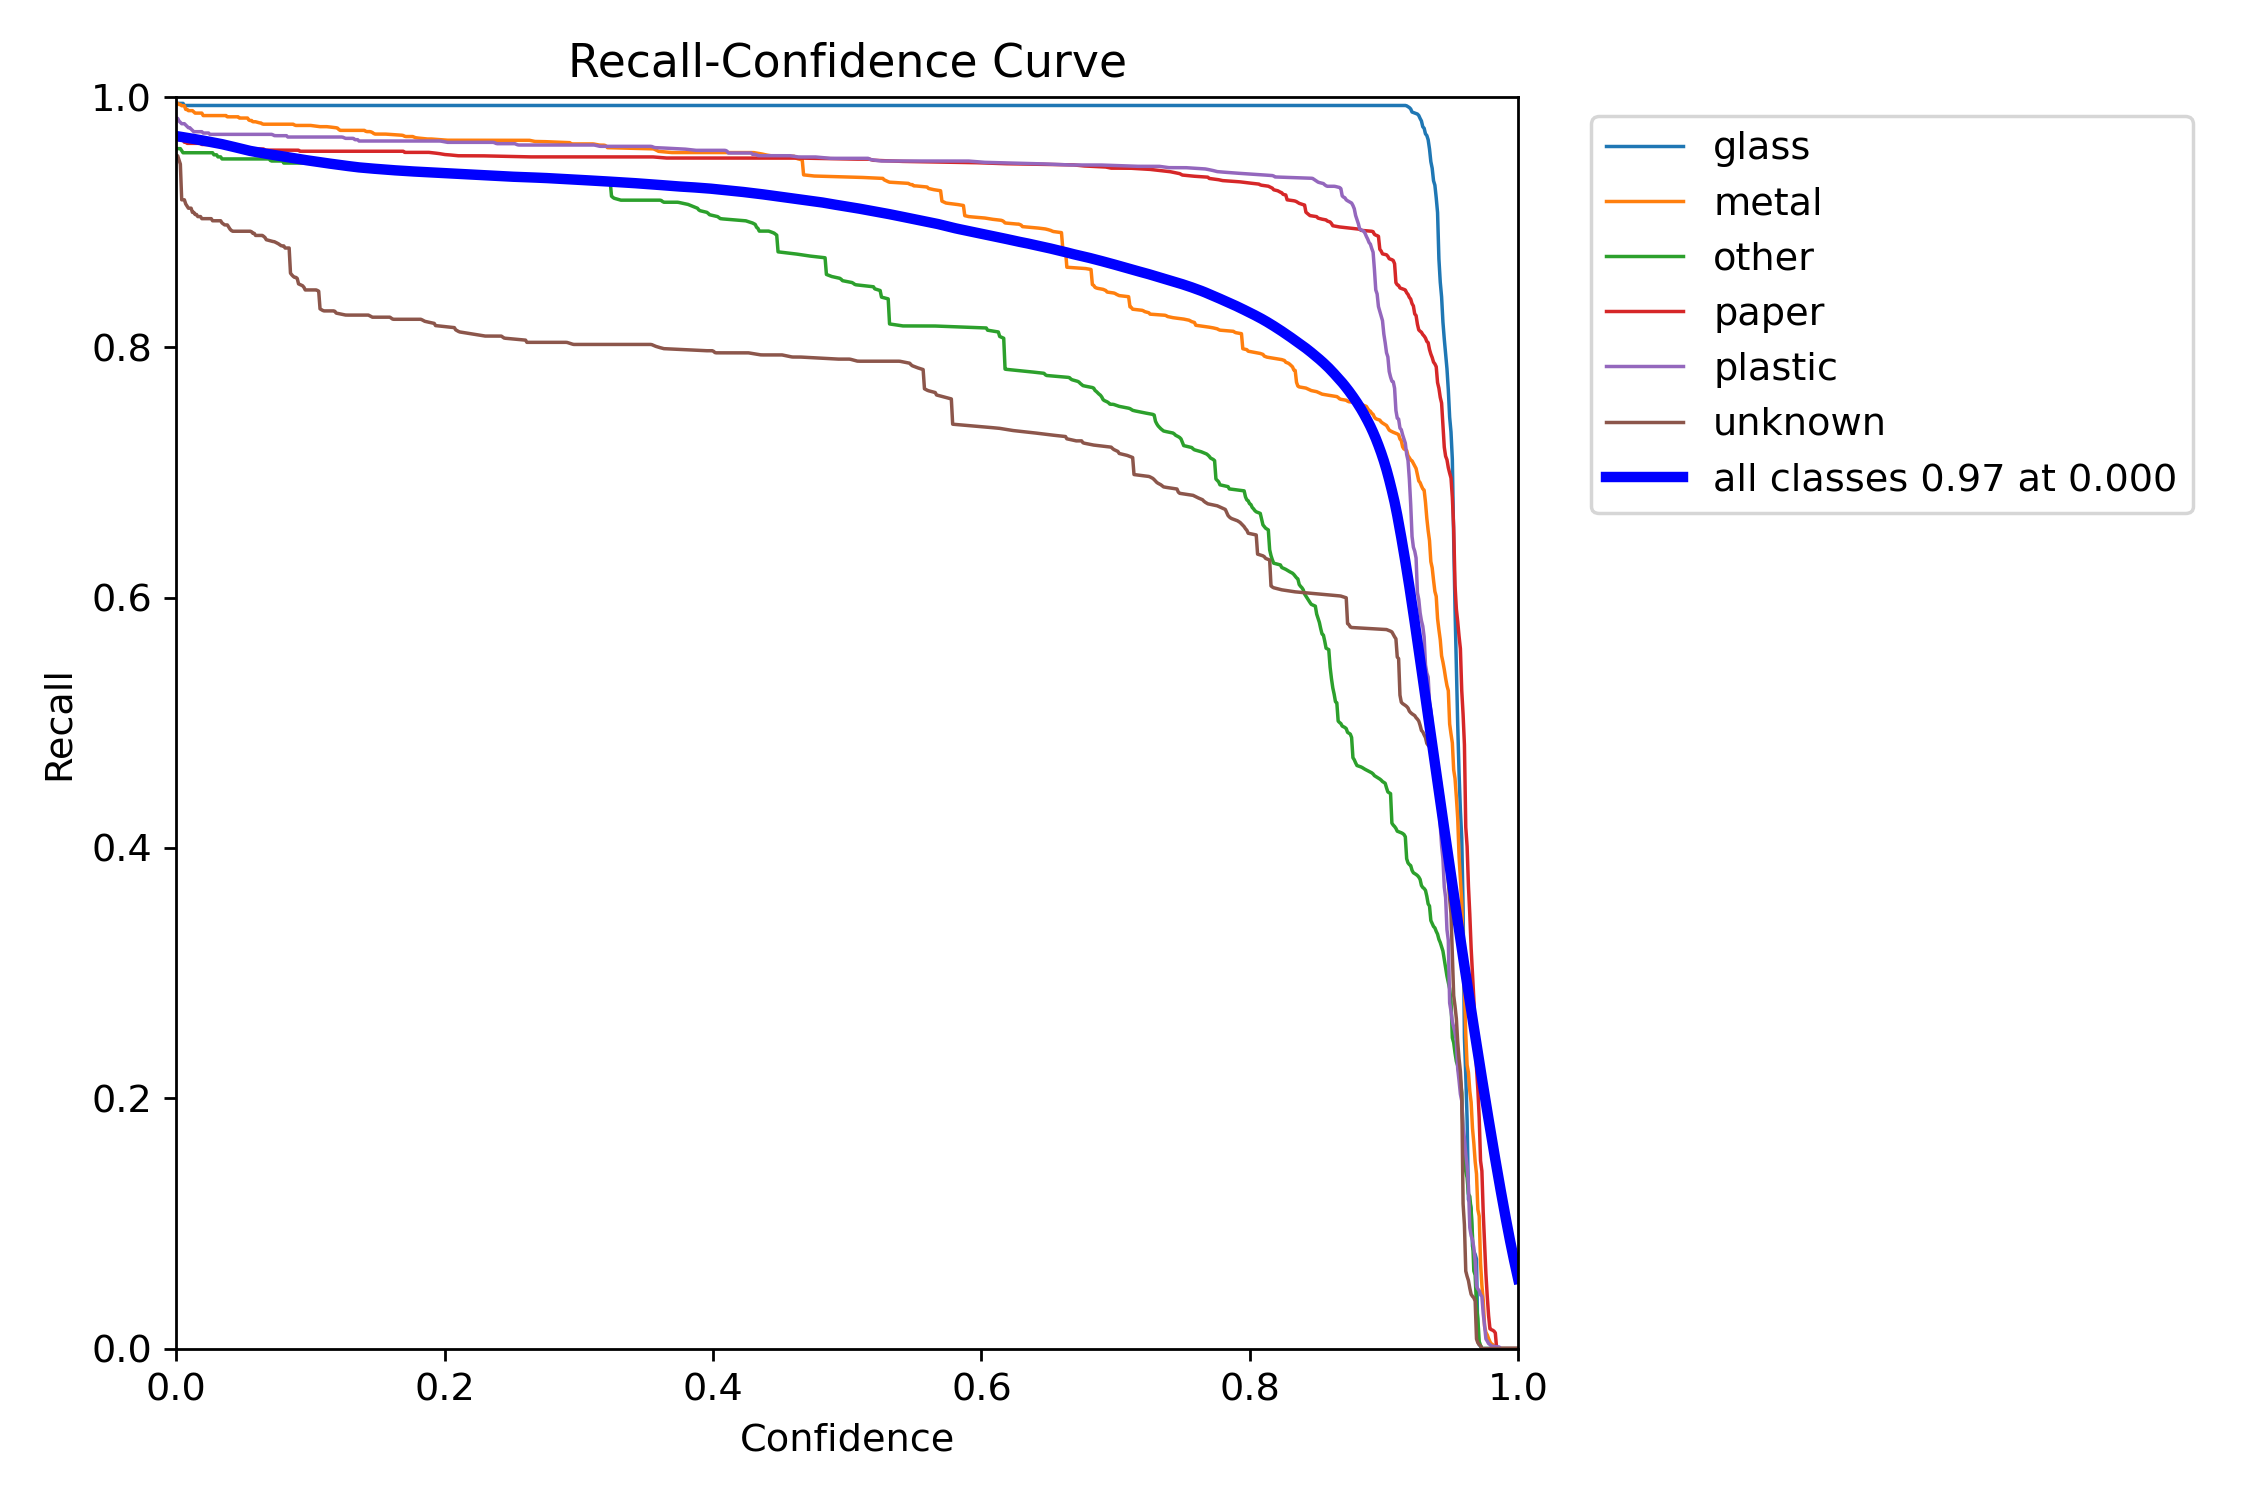 Recall-Confidence Curve
1.0
0.8
0.6
0.4
0.2
0.0
Recall
0.0 0.2 0.4 0.6 0.8 1.0
Confidence
glass
metal
other
paper
plastic
unknown
all classes 0.97 at 0.000